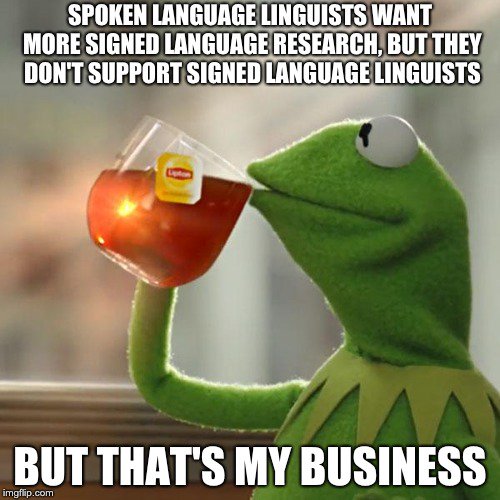 SPOKEN LANGUAGE LINGUISTS WANT
MORE SIGNED LANGUAGE RESEARCH, BUT THEY
DON'T SUPPORT SIGNED LANGUAGE LINGUISTS
Lipton
BUT THAT'S MY BUSINESS
imgflip.com